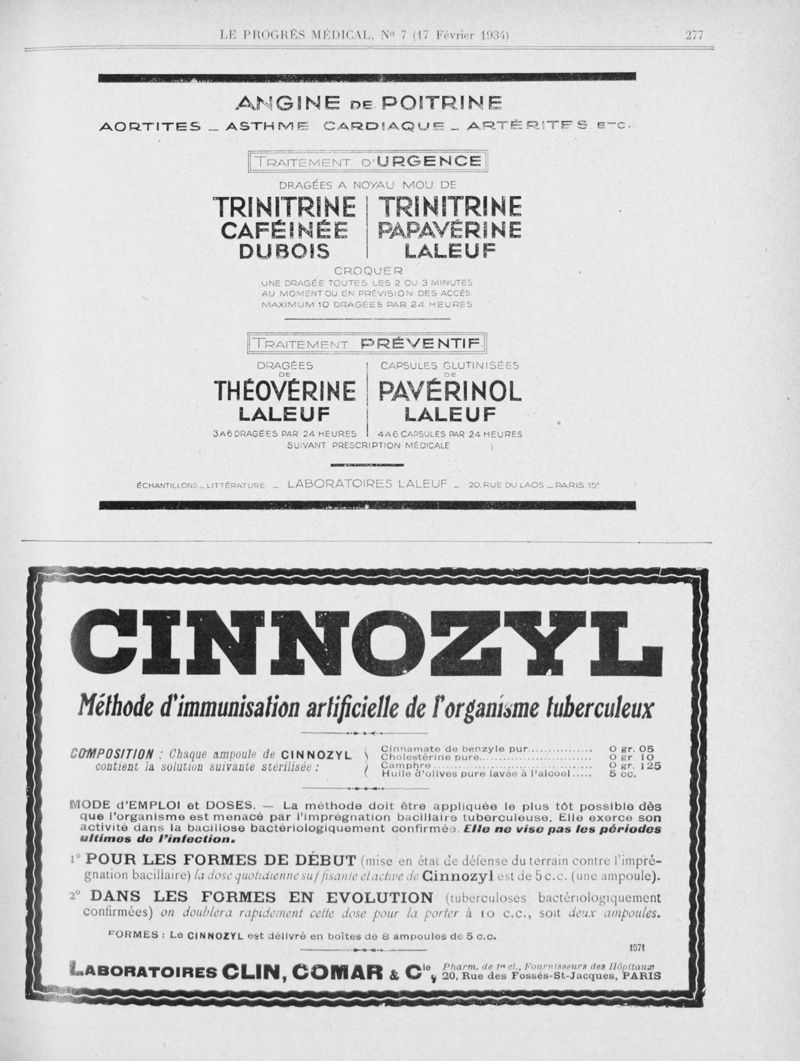 LE PROGRÈS MÉDICAL, No 7 (17 Février 1934) 277
ANGINE DE POITRINE
AORTITES _ ASTHME CARDIAQUE _ ARTÉRITES ETC.
TRAITEMENT D'URGENCE
DRAGÉES A NOYAU MOU DE
TRINITRINE CAFÉINÉE DUBOIS
TRINITRINE PAPAVÉRINE LALEUF
CROQUER
UNE DRAGÉE TOUTES LES 2 OU 3 MINUTES
AU MOMENT OU EN PRÉVISION DES ACCÈS.
MAXIMUM 10 DRAGÉES PAR 24 HEURES
TRAITEMENT PRÉVENTIF
DRAGÉES
DE
THÉOVÉRINE
LALEUF
3 A 6 DRAGÉES PAR 24 HEURES
CAPSULES GLUTINISÉES
DE
PAVÉRINOL
LALEUF
4 A 6 CAPSULES PAR 24 HEURES
SUIVANT PRESCRIPTION MÉDICALE
ÉCHANTILLONS _ LITTÉRATURE _ LABORATOIRES LALEUF _ 20, RUE DU LAOS _ PARIS. 15e
CINNOZYL
Méthode d'immunisation artificielle de l'organisme tuberculeux
COMPOSITION : Chaque ampoule de CINNOZYL
contient la solution suivante stérilisée :
Cinnamate de benzyle pur............... 0 gr. 05
Cholestérine pure........................... 0 gr. 10
Camphre........................................ 0 gr. 125
Huile d'olives pure lavée à l'alcool..... 5 cc.
MODE d'EMPLOI et DOSES. — La méthode doit être appliquée le plus tôt possible dès
que l'organisme est menacé par l'imprégnation bacillaire tuberculeuse. Elle exerce son
activité dans la bacillose bactériologiquement confirmée. Elle ne vise pas les périodes
ultimes de l'infection.
1° POUR LES FORMES DE DÉBUT (mise en état de défense du terrain contre l'impré-
gnation bacillaire) la dose quotidienne suffisante et active de Cinnozyl est de 5 c.c. (une ampoule).
2° DANS LES FORMES EN EVOLUTION (tuberculoses bactériologiquement
confirmées) on doublera rapidement cette dose pour la porter à 10 c.c., soit deux ampoules.
FORMES : Le CINNOZYL est délivré en boîtes de 6 ampoules de 5 c.c.
1571
LABORATOIRES CLIN, COMAR & Cie,
Pharm. de 1re cl., Fournisseurs des Hôpitaux
20, Rue des Fossés-St-Jacques, PARIS